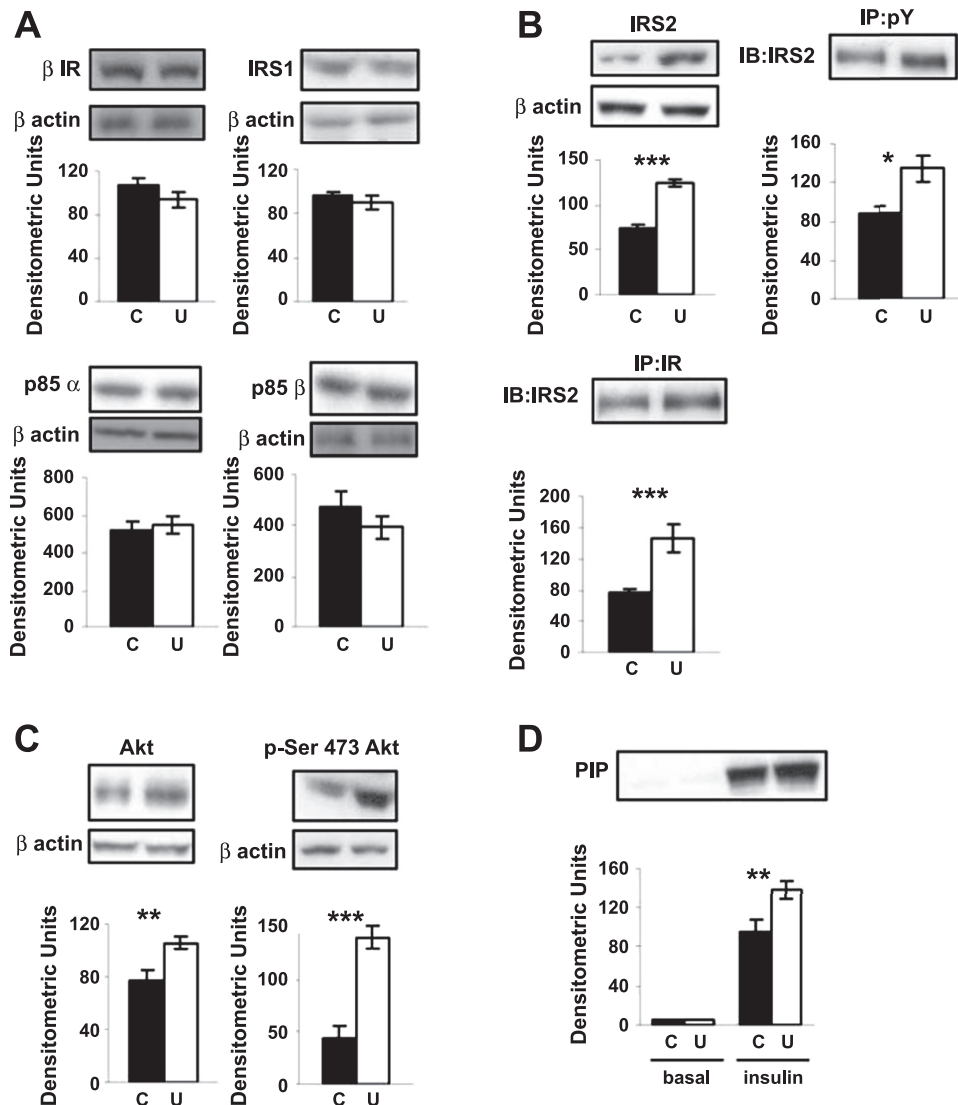 A
β IR
β actin
Densitometric Units
120
80
40
0
C U
IRS1
β actin
Densitometric Units
120
80
40
0
C U
p85 α
β actin
Densitometric Units
800
600
400
200
0
C U
p85 β
β actin
Densitometric Units
600
400
200
0
C U
B
IRS2
β actin
Densitometric Units
150
100
50
0
***
C U
IP:pY
IB:IRS2
Densitometric Units
160
120
80
40
0
*
C U
IP:IR
IB:IRS2
Densitometric Units
200
160
120
80
40
0
***
C U
C
Akt
β actin
Densitometric Units
120
80
40
0
**
C U
p-Ser 473 Akt
β actin
Densitometric Units
150
100
50
0
***
C U
D
PIP
Densitometric Units
160
120
80
40
0
**
C U C U
basal insulin